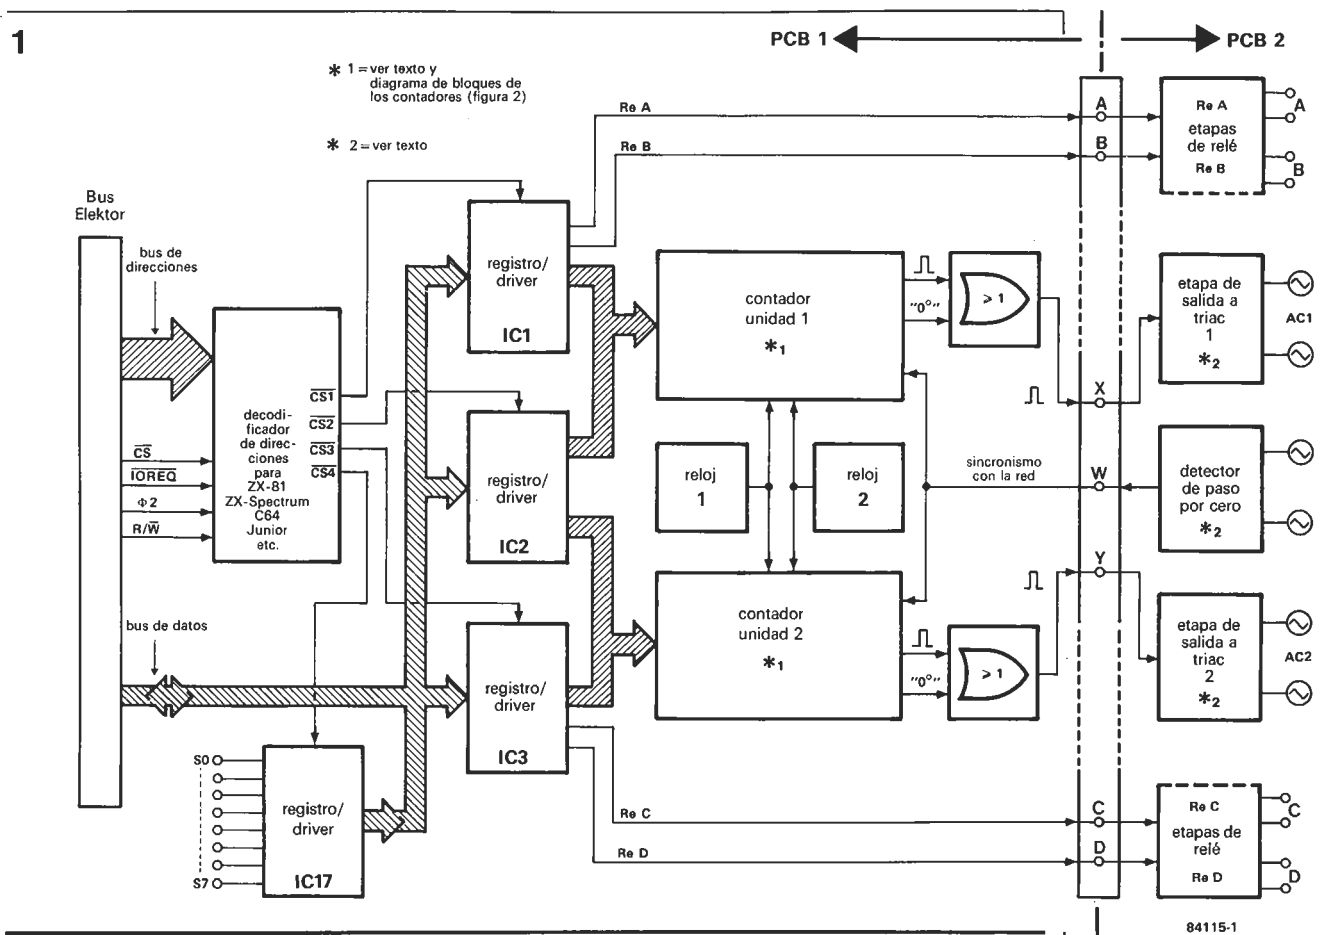 1
PCB 1
PCB 2
* 1 = ver texto y
diagrama de bloques de
los contadores (figura 2)
* 2 = ver texto
Bus
Elektor
bus de
direcciones
decodi-
ficador
de direc-
ciones
para
ZX-81
ZX-Spectrum
C64
Junior
etc.
CS1
CS2
CS3
CS4
CS
IOREQ
Φ2
R/W
bus de datos
S0
S7
registro/
driver
IC17
registro/
driver
IC1
registro/
driver
IC2
registro/
driver
IC3
Re A
Re B
contador
unidad 1
*1
"0°"
> 1
reloj
1
reloj
2
sincronismo
con la red
contador
unidad 2
*1
"0°"
> 1
Re C
Re D
A
B
X
W
Y
C
D
Re A
etapas
de relé
Re B
A
B
etapa de
salida a
triac
1
*2
AC1
detector
de paso
por cero
*2
etapa de
salida a
triac
2
*2
AC2
Re C
etapas de
relé
Re D
C
D
84115-1